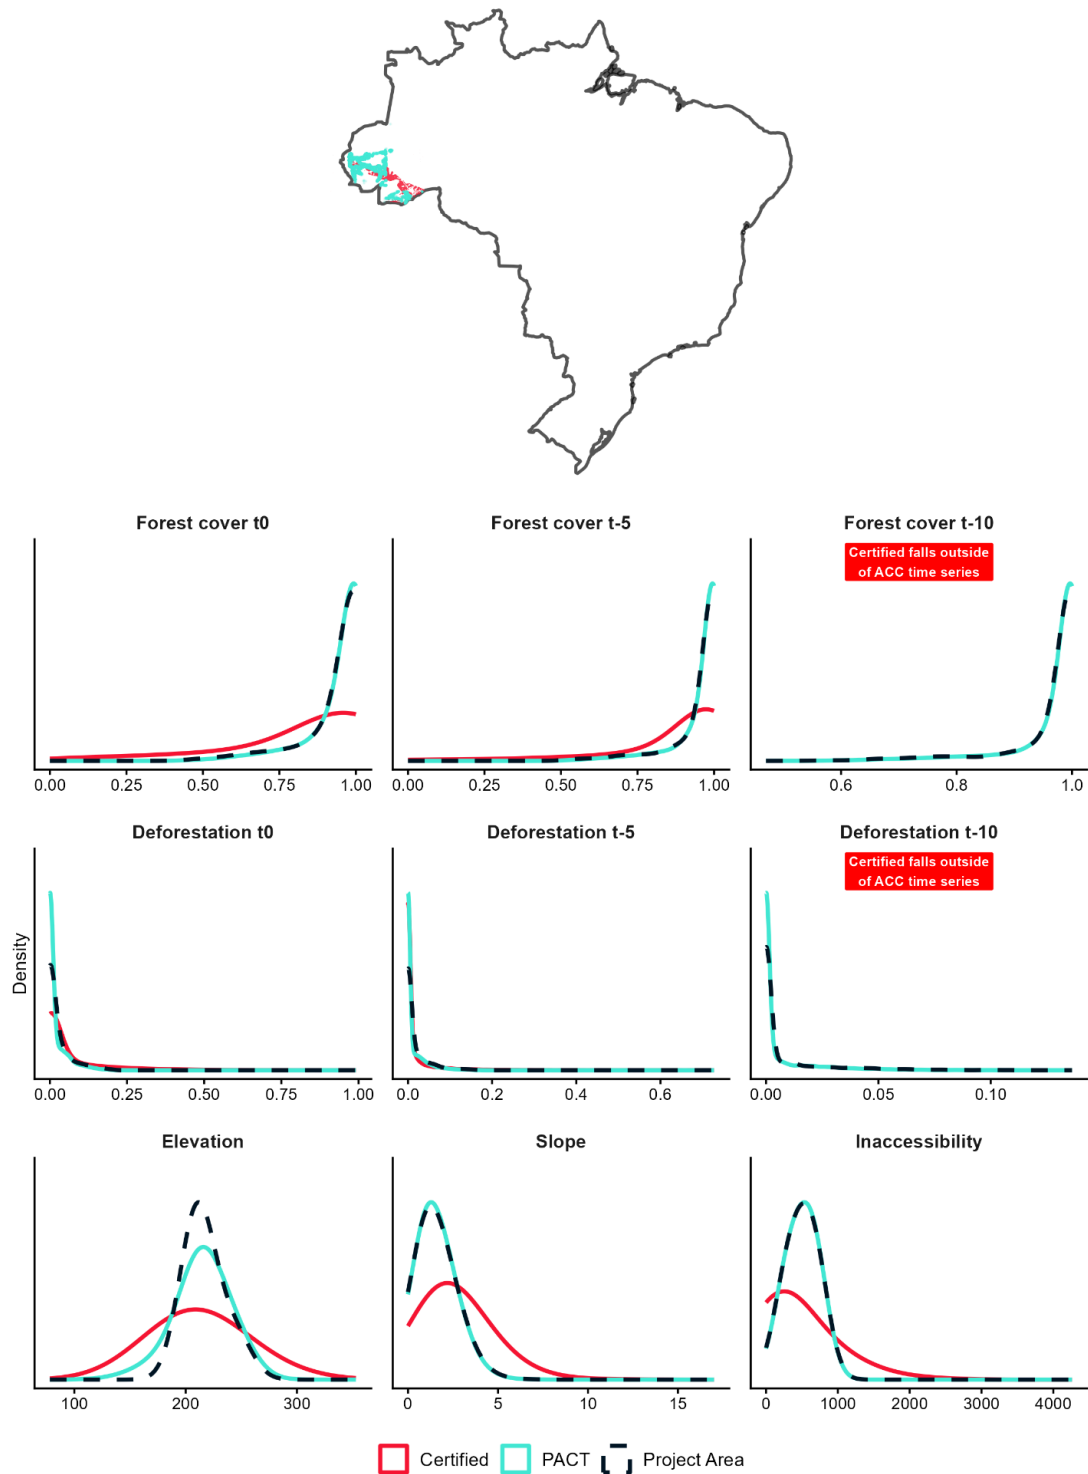 Forest cover t0
Forest cover t-5
Forest cover t-10
Certified falls outside
of ACC time series
0.00 0.25 0.50 0.75 1.00
0.00 0.25 0.50 0.75 1.00
0.6 0.8 1.0
Deforestation t0
Deforestation t-5
Deforestation t-10
Certified falls outside
of ACC time series
Density
0.00 0.25 0.50 0.75 1.00
0.0 0.2 0.4 0.6
0.00 0.05 0.10
Elevation
Slope
Inaccessibility
100 200 300
0 5 10 15
0 1000 2000 3000 4000
Certified PACT Project Area